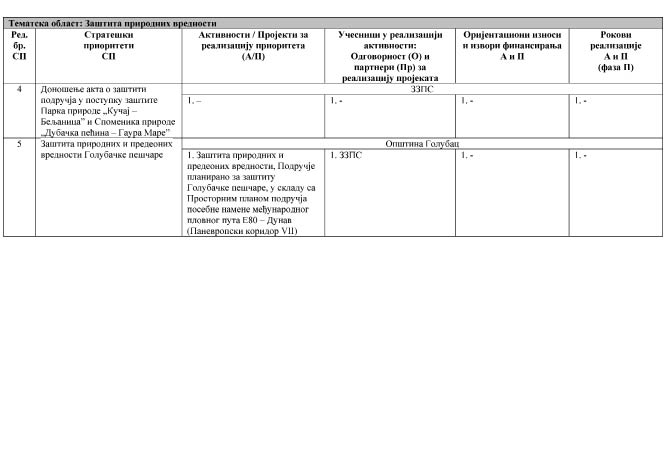 Тематска област: Заштита природних вредности
Ред. бр. СП
Стратешки приоритети СП
Активности / Пројекти за реализацију приоритета (А/П)
Учесници у реализацији активности: Одговорност (О) и партнери (Пр) за реализацију пројеката
Оријентациони износи и извори финансирања А и П
Рокови реализације А и П (фаза П)
4
Доношење акта о заштити
подручја у поступку заштите
Парка природе „Кучај –
Бељаница” и Споменика природе
„Дубачка пећина – Гаура Маре”
ЗЗПС
1. –
1. -
1. -
1. -
5
Заштита природних и предеоних
вредности Голубачке пешчаре
Општина Голубац
1. Заштита природних и
предеоних вредности, Подручје
планирано за заштиту
Голубачке пешчаре, у складу са
Просторним планом подручја
посебне намене међународног
пловног пута Е80 – Дунав
(Паневропски коридор VII)
1. ЗЗПС
1. -
1. -